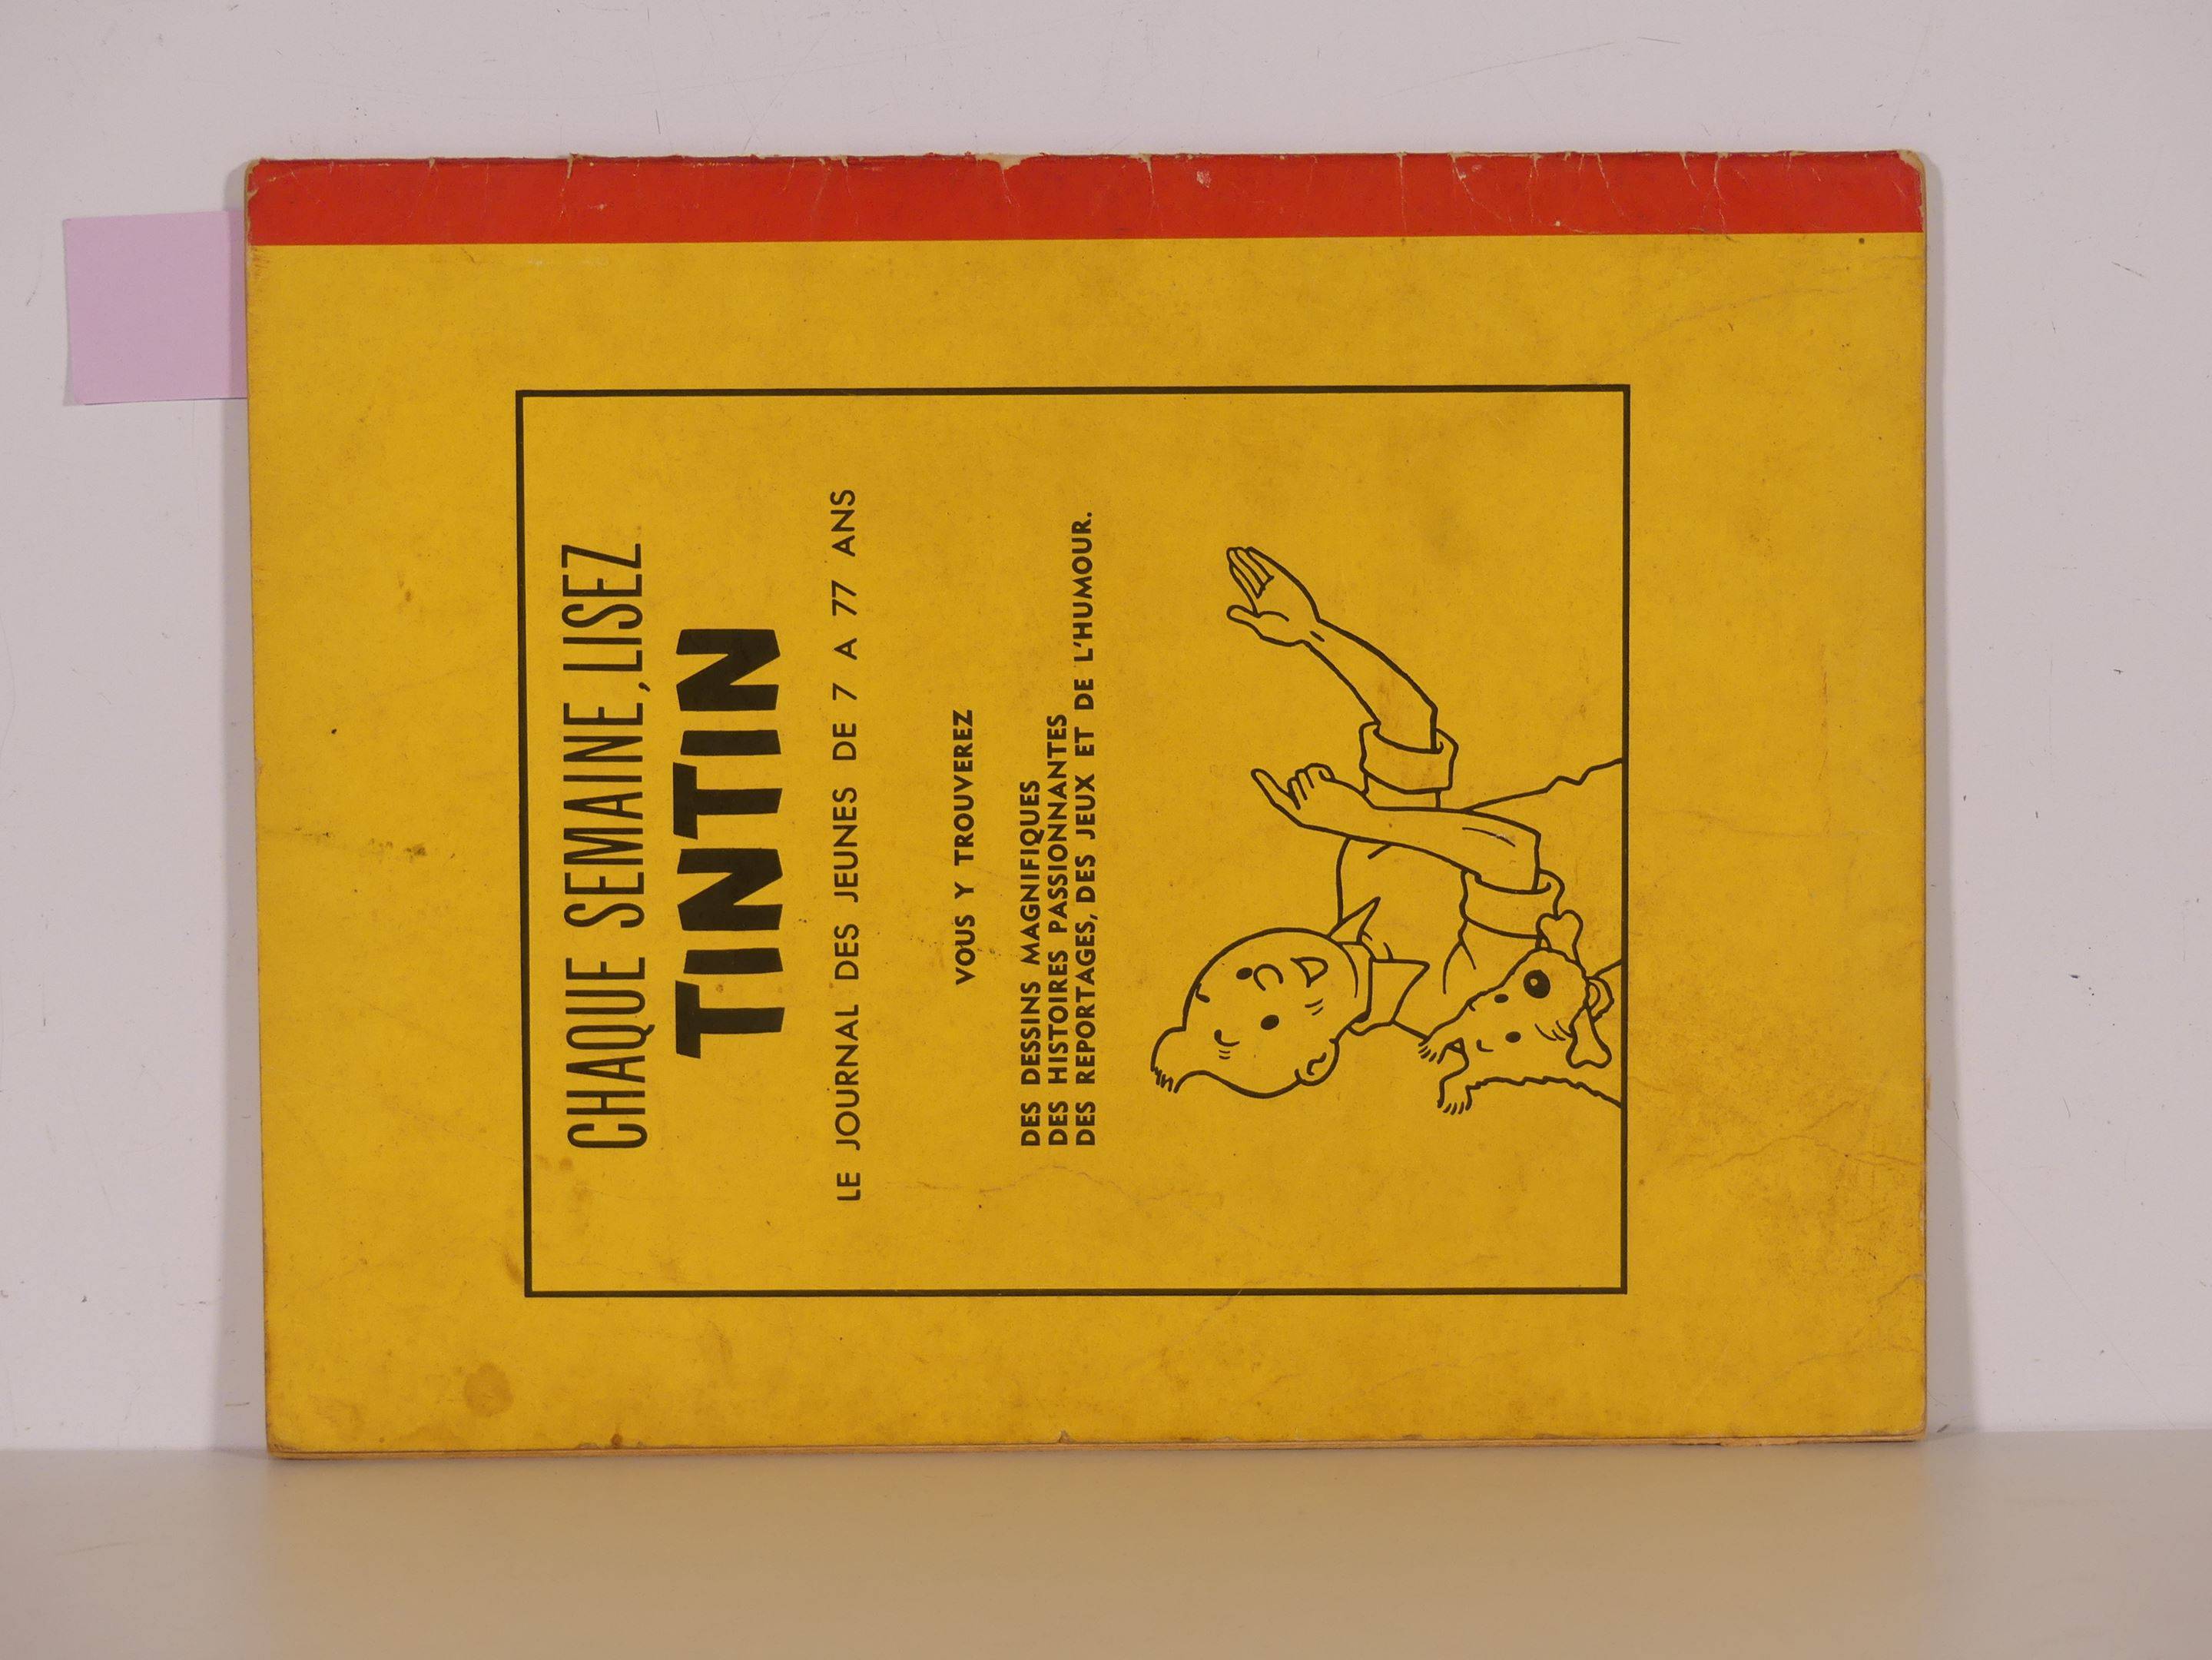 CHAQUE SEMAINE, LISEZ
TINTIN
LE JOURNAL DES JEUNES DE 7 A 77 ANS
VOUS Y TROUVEREZ
DES DESSINS MAGNIFIQUES
DES HISTOIRES PASSIONNANTES
DES REPORTAGES, DES JEUX ET DE L'HUMOUR.